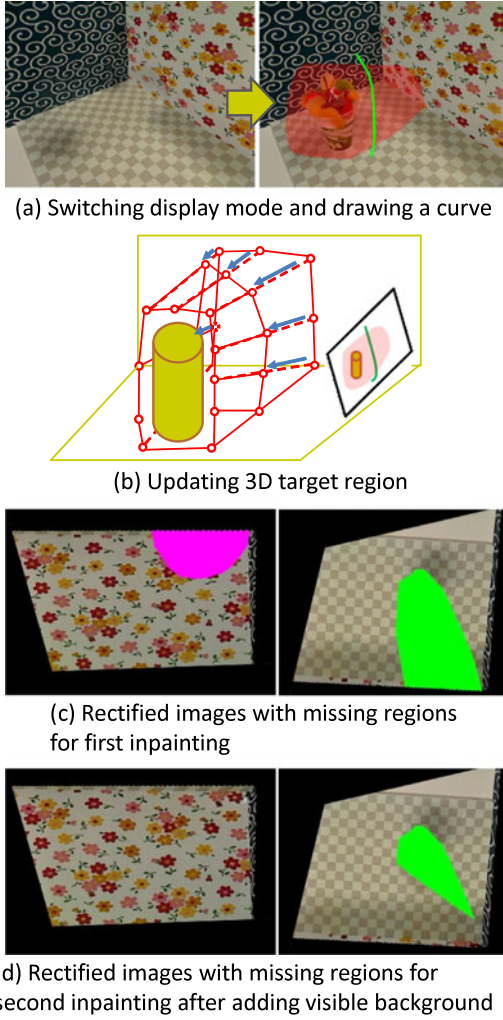 (a) Switching display mode and drawing a curve
(b) Updating 3D target region
(c) Rectified images with missing regions
for first inpainting
d) Rectified images with missing regions for
second inpainting after adding visible background